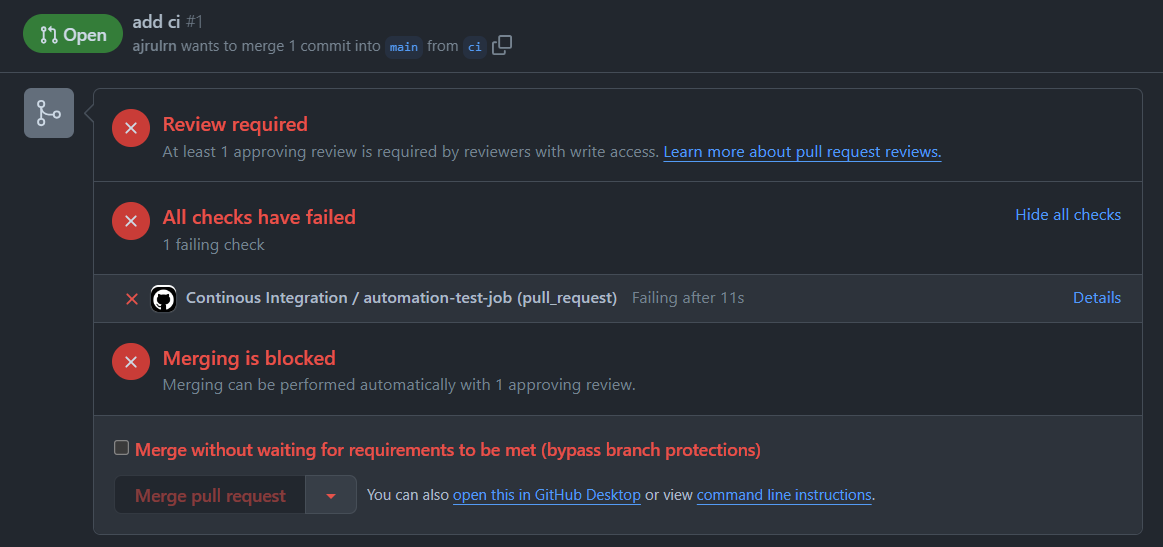 Open
add ci #1
ajrulrn wants to merge 1 commit into main from ci
Review required
At least 1 approving review is required by reviewers with write access. Learn more about pull request reviews.
All checks have failed
Hide all checks
1 failing check
Continous Integration / automation-test-job (pull_request) Failing after 11s
Details
Merging is blocked
Merging can be performed automatically with 1 approving review.
Merge without waiting for requirements to be met (bypass branch protections)
Merge pull request
You can also open this in GitHub Desktop or view command line instructions.